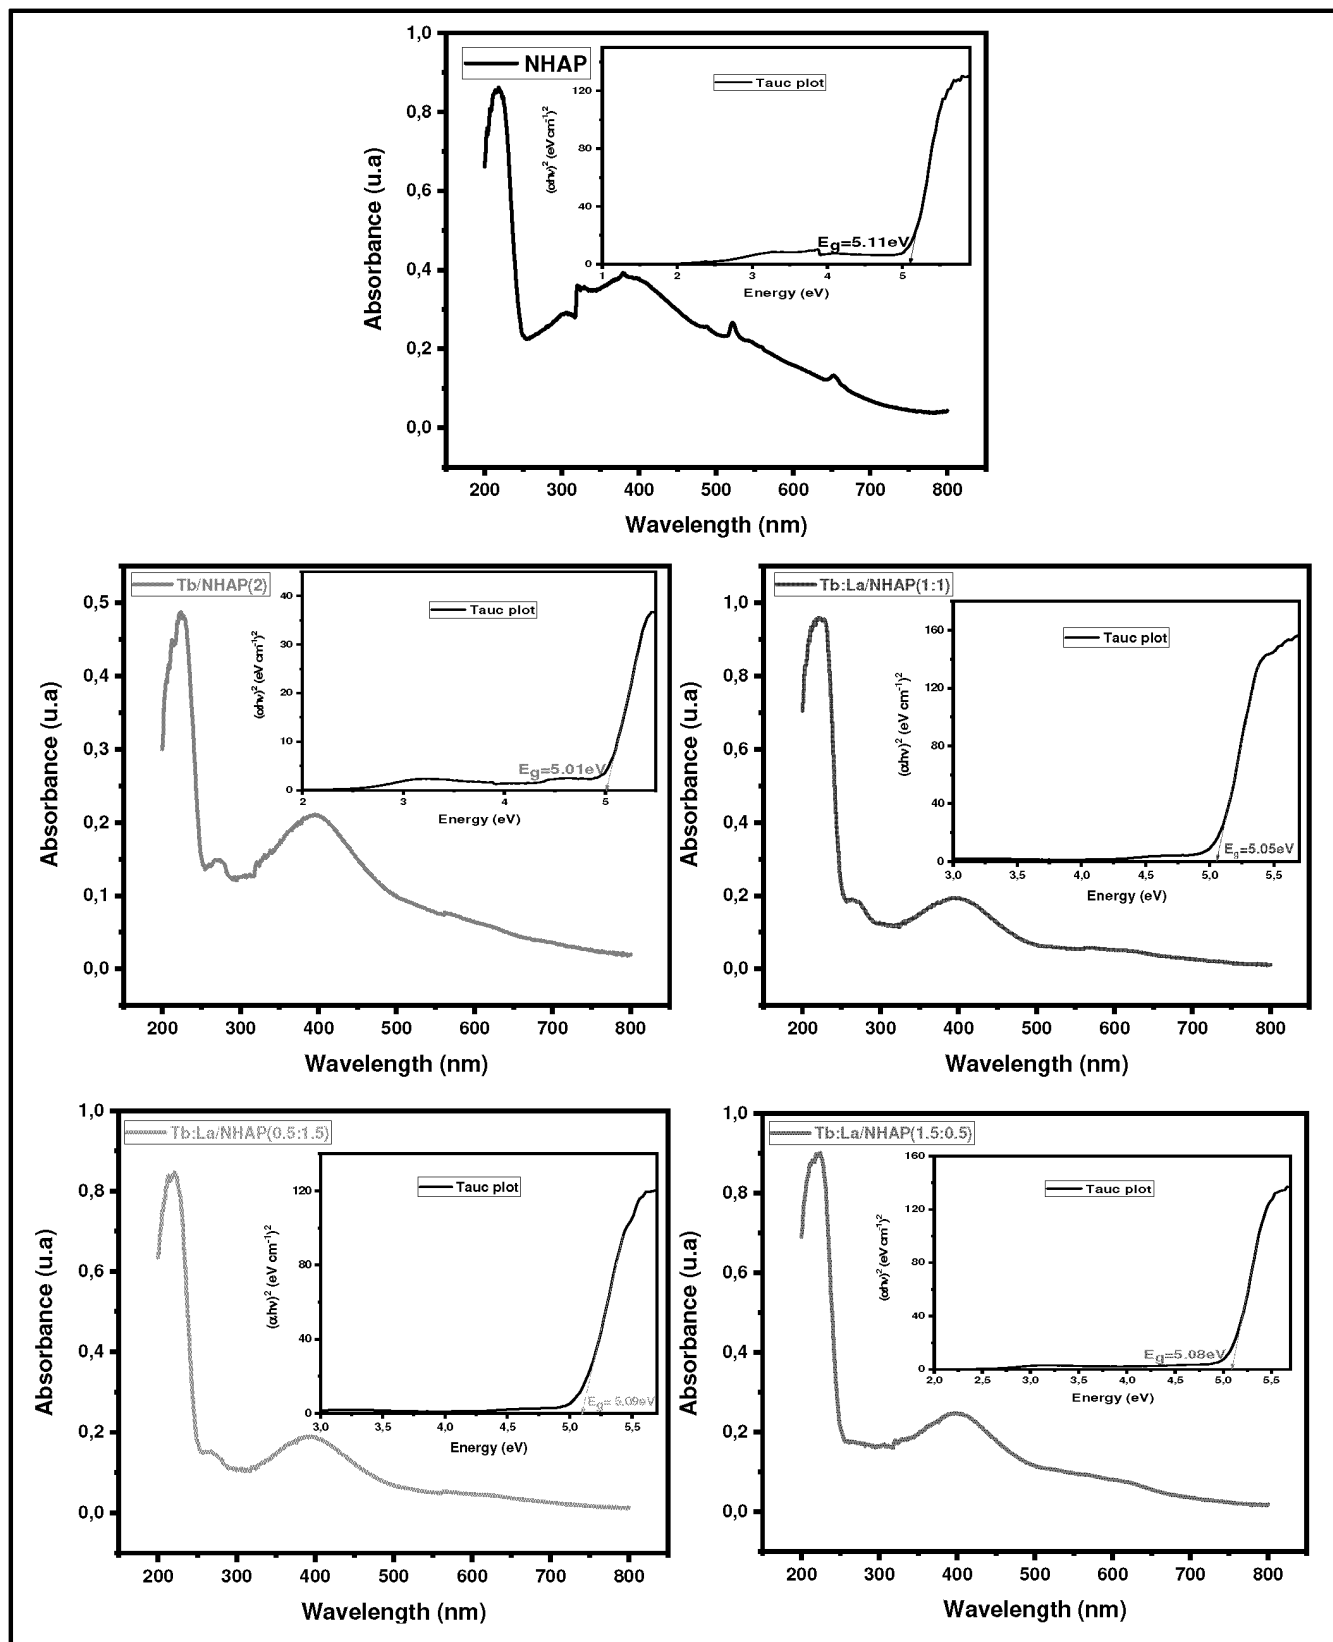 NHAP
Tauc plot
(αhν)² (eV cm⁻¹)²
120
80
40
0
E_g=5.11eV
1 2 3 4 5
Energy (eV)
Absorbance (u.a)
1,0
0,8
0,6
0,4
0,2
0,0
200 300 400 500 600 700 800
Wavelength (nm)
Tb/NHAP(2)
Tauc plot
(αhν)² (eV cm⁻¹)²
40
30
20
10
0
E_g=5.01eV
2 3 4 5
Energy (eV)
Absorbance (u.a)
0,5
0,4
0,3
0,2
0,1
0,0
200 300 400 500 600 700 800
Wavelength (nm)
Tb:La/NHAP(1:1)
Tauc plot
(αhν)² (eV cm⁻¹)²
160
120
80
40
0
E_g=5.05eV
3,0 3,5 4,0 4,5 5,0 5,5
Energy (eV)
Absorbance (u.a)
1,0
0,8
0,6
0,4
0,2
0,0
200 300 400 500 600 700 800
Wavelength (nm)
Tb:La/NHAP(0.5:1.5)
Tauc plot
(αhν)² (eV cm⁻¹)²
120
80
40
0
E_g= 5.09eV
3,0 3,5 4,0 4,5 5,0 5,5
Energy (eV)
Absorbance (u.a)
1,0
0,8
0,6
0,4
0,2
0,0
200 300 400 500 600 700 800
Wavelength (nm)
Tb:La/NHAP(1.5:0.5)
Tauc plot
(αhν)² (eV cm⁻¹)²
160
120
80
40
0
E_g=5.08eV
2,0 2,5 3,0 3,5 4,0 4,5 5,0 5,5
Energy (eV)
Absorbance (u.a)
1,0
0,8
0,6
0,4
0,2
0,0
200 300 400 500 600 700 800
Wavelength (nm)